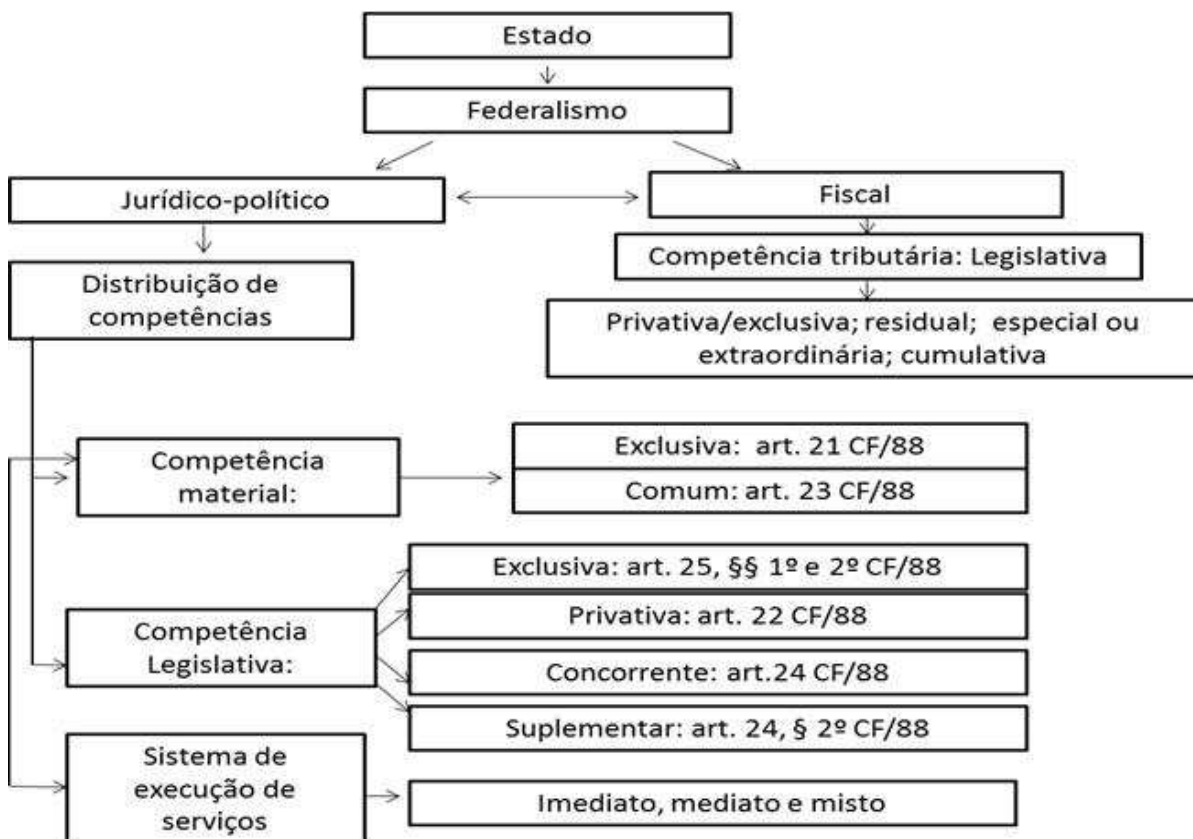 Estado
Federalismo
Jurídico-político
Fiscal
Competência tributária: Legislativa
Distribuição de
competências
Privativa/exclusiva; residual; especial ou
extraordinária; cumulativa
Competência
material:
Exclusiva: art. 21 CF/88
Comum: art. 23 CF/88
Competência
Legislativa:
Exclusiva: art. 25, §§ 1º e 2º CF/88
Privativa: art. 22 CF/88
Concorrente: art.24 CF/88
Suplementar: art. 24, § 2º CF/88
Sistema de
execução de
serviços
Imediato, mediato e misto